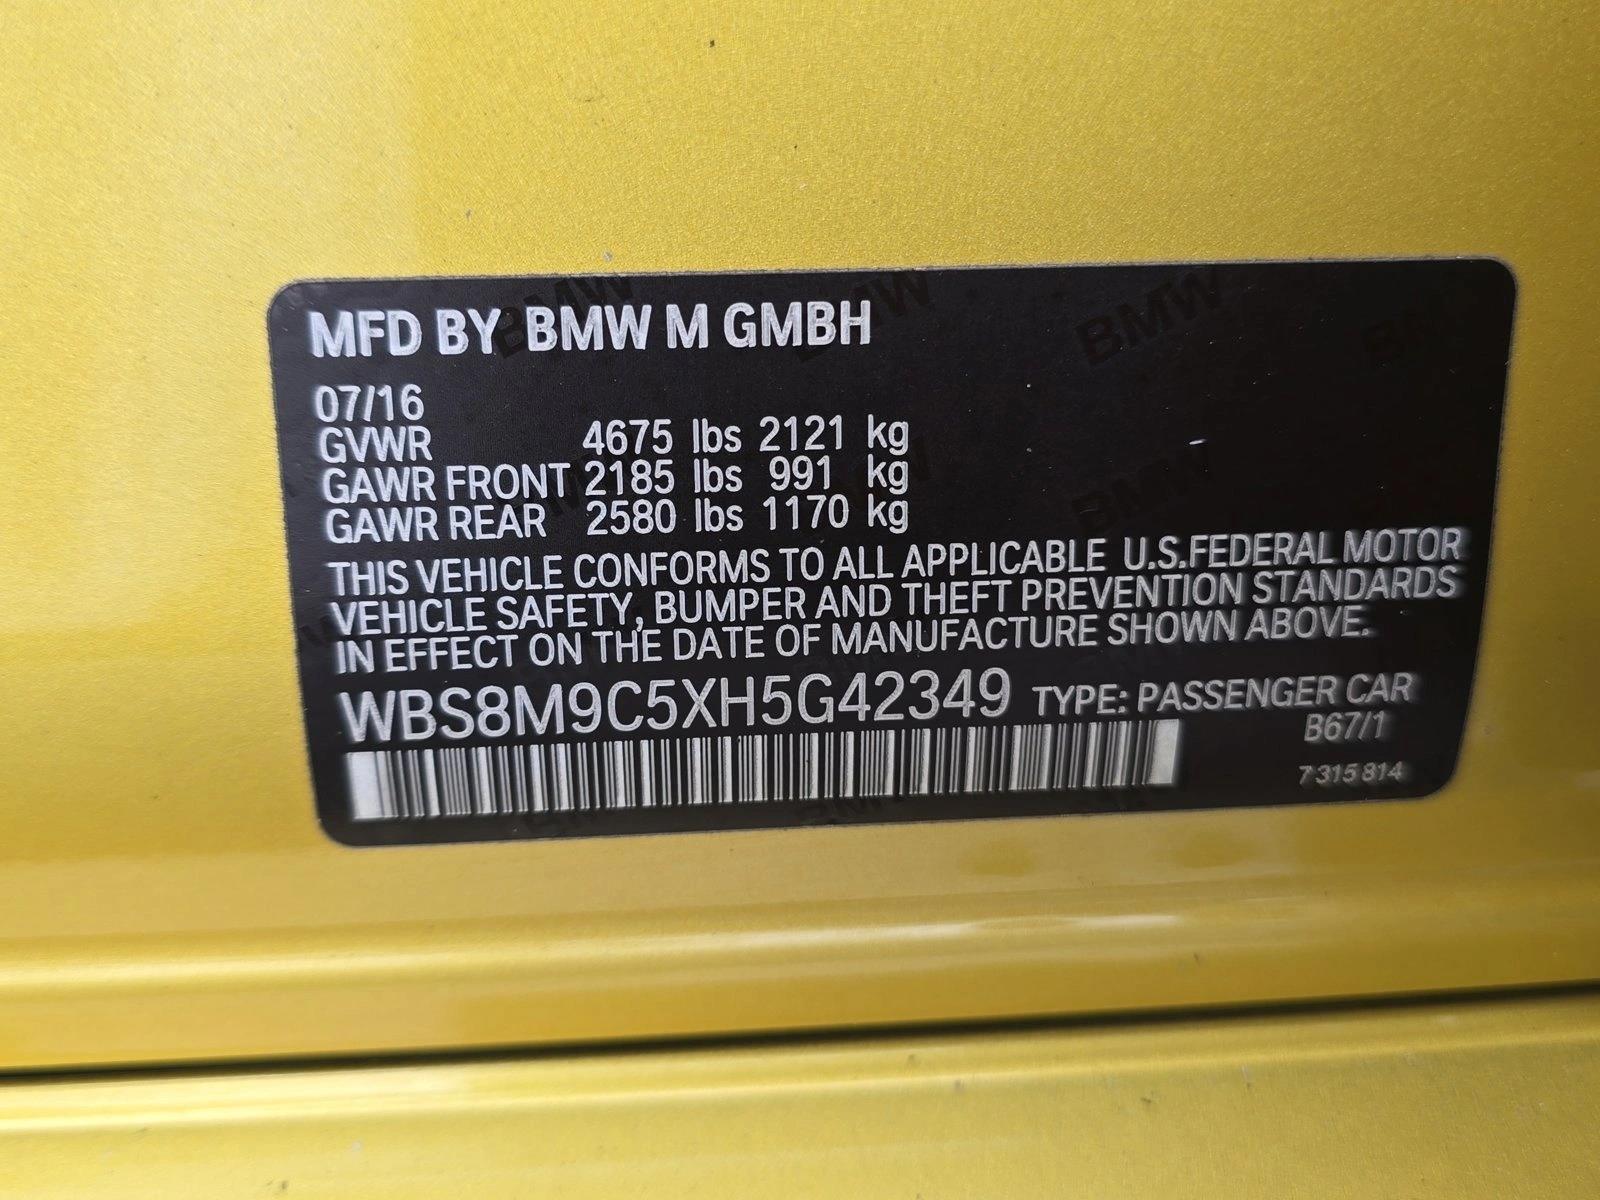 MFD BY BMW M GMBH
07/16
GVWR 4675 lbs 2121 kg
GAWR FRONT 2185 lbs 991 kg
GAWR REAR 2580 lbs 1170 kg
THIS VEHICLE CONFORMS TO ALL APPLICABLE U.S.FEDERAL MOTOR
VEHICLE SAFETY, BUMPER AND THEFT PREVENTION STANDARDS
IN EFFECT ON THE DATE OF MANUFACTURE SHOWN ABOVE.
WBS8M9C5XH5G42349 TYPE: PASSENGER CAR
B67/1
7 315 814